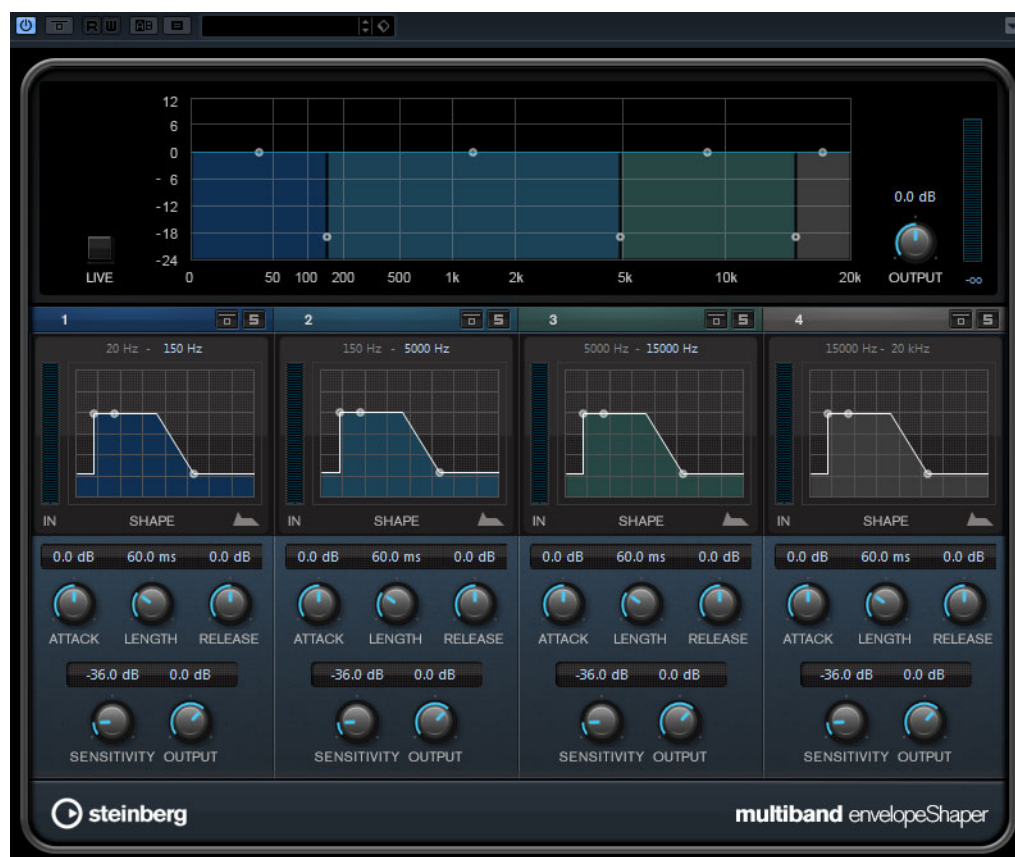 R W A B
12
6
0
- 6
-12
-18
-24
0 50 100 200 500 1k 2k 5k 10k 20k
LIVE
0.0 dB
OUTPUT
-∞
1 S 2 S 3 S 4 S
20 Hz - 150 Hz 150 Hz - 5000 Hz 5000 Hz - 15000 Hz 15000 Hz - 20 kHz
IN SHAPE IN SHAPE IN SHAPE IN SHAPE
0.0 dB 60.0 ms 0.0 dB 0.0 dB 60.0 ms 0.0 dB 0.0 dB 60.0 ms 0.0 dB 0.0 dB 60.0 ms 0.0 dB
ATTACK LENGTH RELEASE ATTACK LENGTH RELEASE ATTACK LENGTH RELEASE ATTACK LENGTH RELEASE
-36.0 dB 0.0 dB -36.0 dB 0.0 dB -36.0 dB 0.0 dB -36.0 dB 0.0 dB
SENSITIVITY OUTPUT SENSITIVITY OUTPUT SENSITIVITY OUTPUT SENSITIVITY OUTPUT
steinberg multiband envelopeShaper